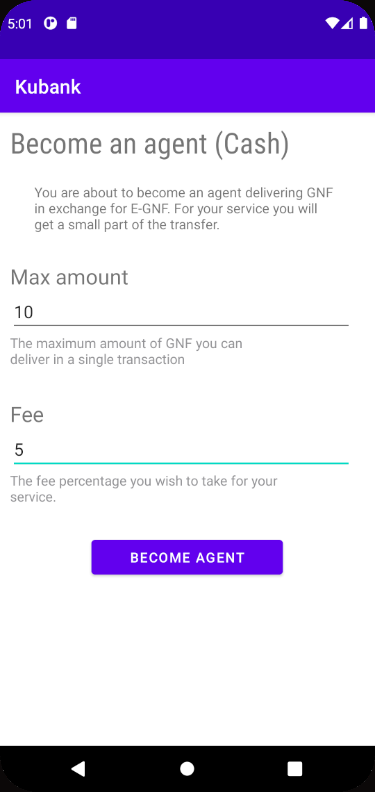 5:01
Kubank
Become an agent (Cash)
You are about to become an agent delivering GNF
in exchange for E-GNF. For your service you will
get a small part of the transfer.
Max amount
10
The maximum amount of GNF you can
deliver in a single transaction
Fee
5
The fee percentage you wish to take for your
service.
BECOME AGENT